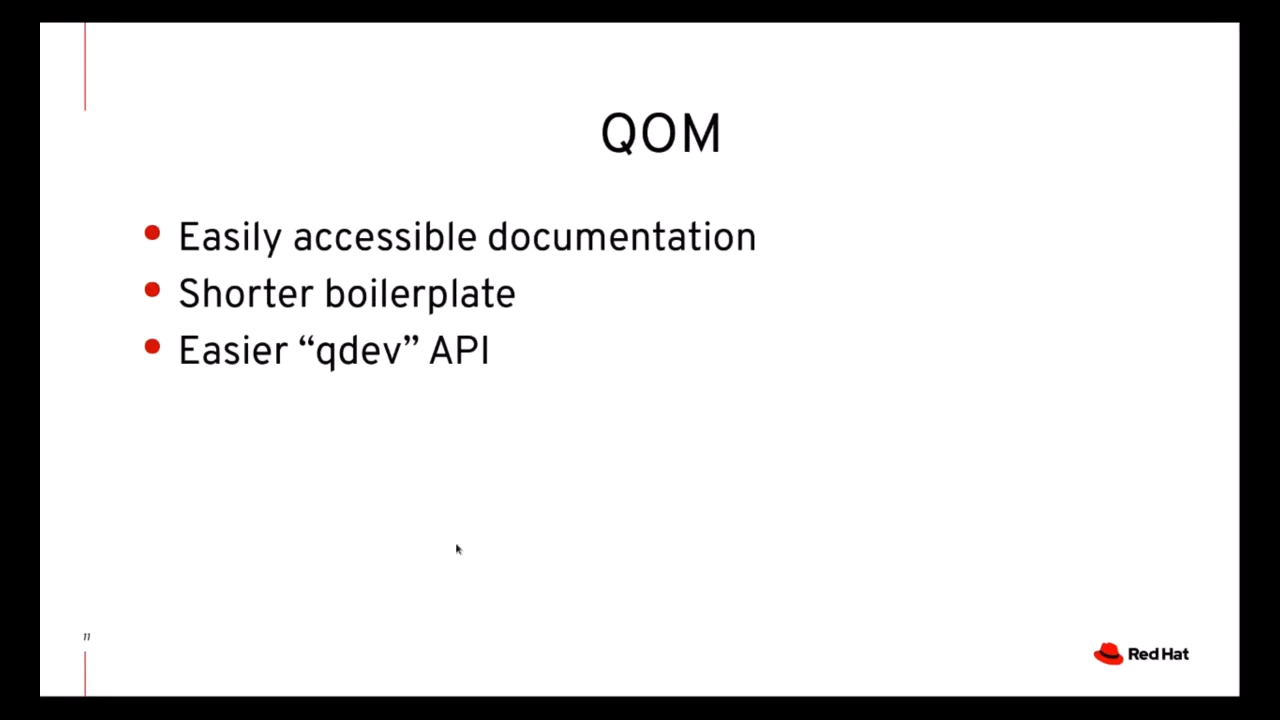 QOM
Easily accessible documentation
Shorter boilerplate
Easier “qdev” API
11
Red Hat